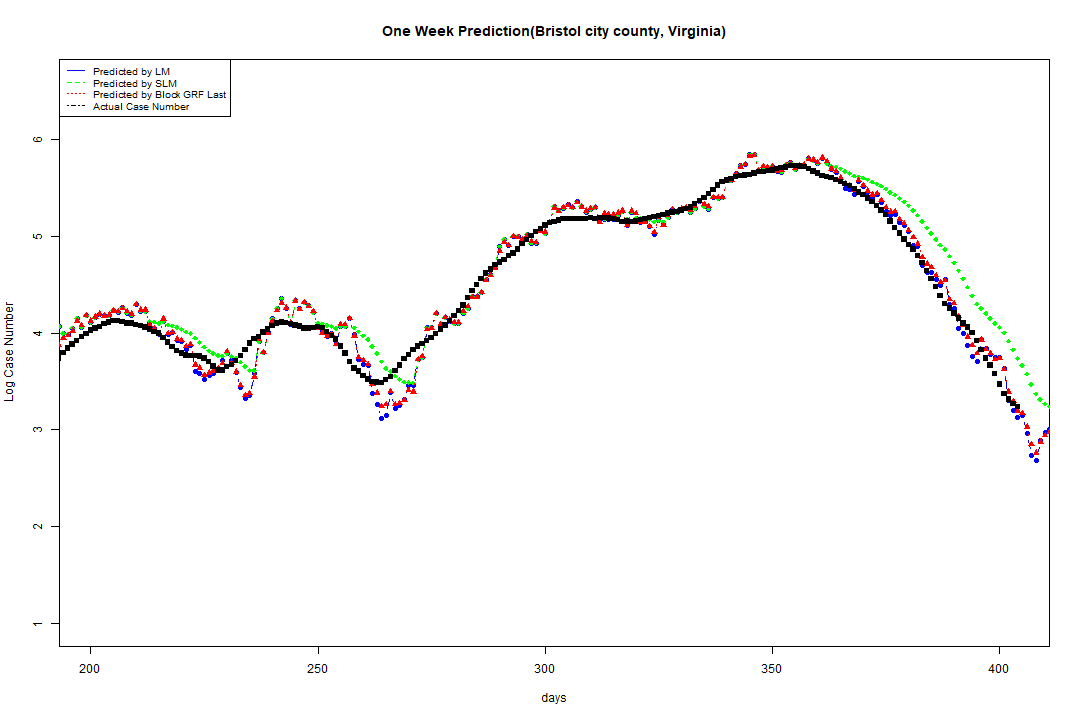 One Week Prediction(Bristol city county, Virginia)
Predicted by LM
Predicted by SLM
Predicted by Block GRF Last
Actual Case Number
Log Case Number
6
5
4
3
2
1
200 250 300 350 400
days